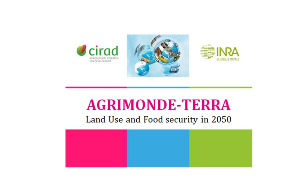 cirad
INRA
AGRIMONDE-TERRA
Land Use and Food security in 2050